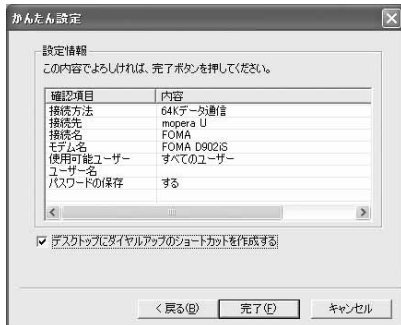 かんたん設定
設定情報
この内容でよろしければ、完了ボタンを押してください。
確認項目 内容
接続方法 64Kデータ通信
接続先 mopera U
接続名 FOMA
モデム名 FOMA D902iS
使用可能ユーザー すべてのユーザー
ユーザー名
パスワードの保存 する
デスクトップにダイヤルアップのショートカットを作成する
< 戻る(B) 完了(F) キャンセル